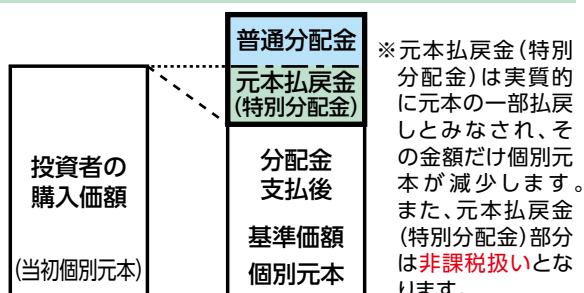 普通分配金
元本払戻金
(特別分配金)
投資者の
購入価額
(当初個別元本)
分配金
支払後
基準価額
個別元本
※元本払戻金(特別
分配金)は実質的
に元本の一部払戻
しとみなされ、そ
の金額だけ個別元
本が減少します。
また、元本払戻金
(特別分配金)部分
は非課税扱いとな
ります。